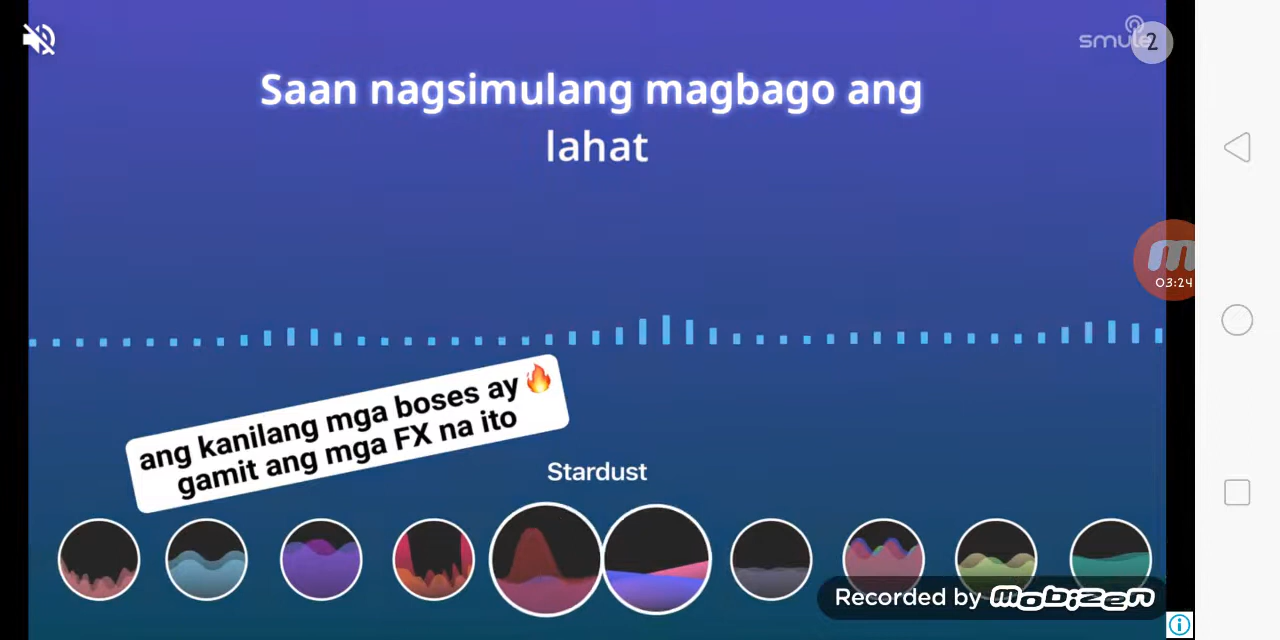 smule
2
Saan nagsimulang magbago ang
lahat
03:24
ang kanilang mga boses ay🔥
gamit ang mga FX na ito
Stardust
Recorded by mobizen